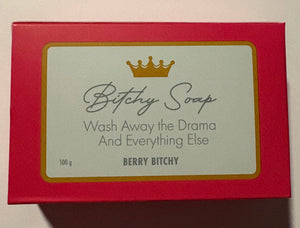 Bitchy Soap
Wash Away the Drama
And Everything Else
BERRY BITCHY
100 g